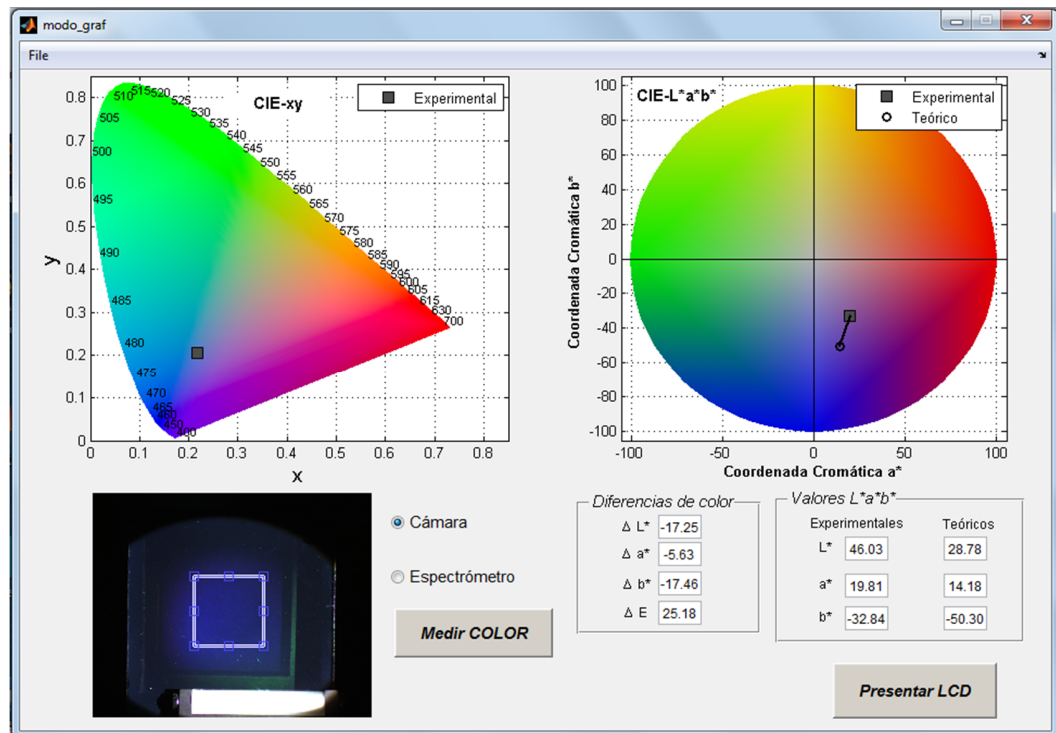 modo_graf
File
CIE-xy
Experimental
0.8
0.7
0.6
0.5
0.4
0.3
0.2
0.1
0
y
510
515
520
525
505
530
535
540
500
545
550
555
560
495
565
570
575
580
490
585
590
595
600
485
605
615
630
700
480
475
470
465
460
450
400
0 0.1 0.2 0.3 0.4 0.5 0.6 0.7 0.8
x
CIE-L*a*b*
Experimental
Teórico
100
80
60
40
20
0
-20
-40
-60
-80
-100
Coordenada Cromática b*
-100 -50 0 50 100
Coordenada Cromática a*
Cámara
Espectrómetro
Medir COLOR
Diferencias de color
Δ L* -17.25
Δ a* -5.63
Δ b* -17.46
Δ E 25.18
Valores L*a*b*
Experimentales Teóricos
L* 46.03 28.78
a* 19.81 14.18
b* -32.84 -50.30
Presentar LCD